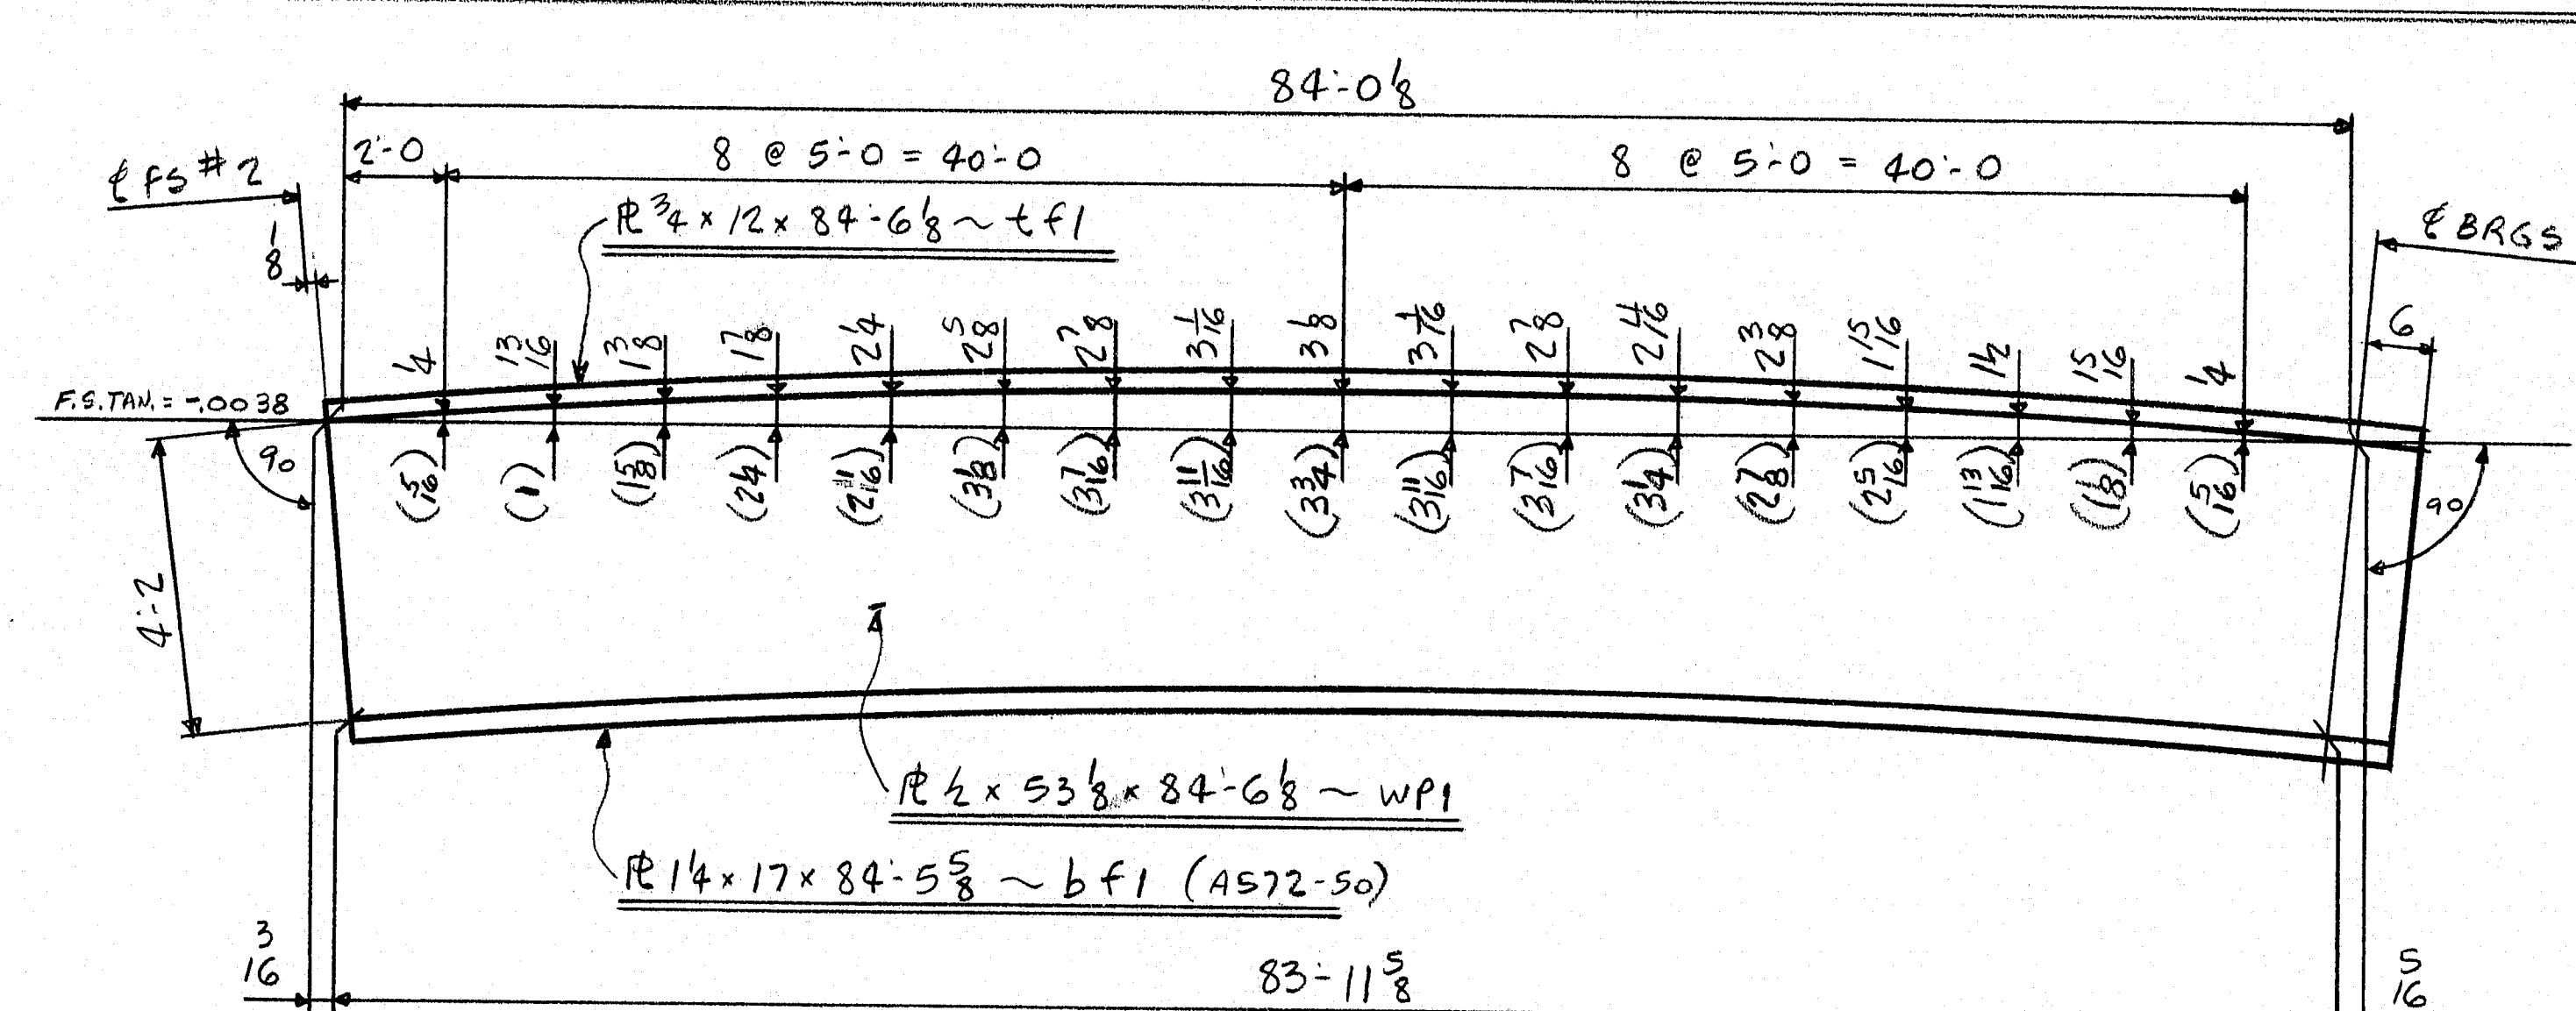 84'-0 1/8
2'-0
8 @ 5'-0 = 40'-0
8 @ 5'-0 = 40'-0
℄ FS #2
℄ BRGS
1/8
℄ 3/4 x 12 x 84'-6 1/8 ~ tf1
6
1/4 13/16 1 3/8 1 7/8 2 1/4 2 5/8 2 7/8 3 1/16 3 1/8 3 1/16 2 7/8 2 11/16 2 3/8 1 15/16 1 1/2 15/16 1/4
F.S.TAN. = -.0038
90
(5/16) (1) (1 5/8) (2 1/4) (2 11/16) (3 1/8) (3 7/16) (3 11/16) (3 3/4) (3 11/16) (3 7/16) (3 1/4) (2 7/8) (2 5/16) (1 13/16) (1 1/8) (5/16)
90
4'-2
PL 1/2 x 53 1/8 x 84'-6 1/8 ~ WP1
PL 1 1/4 x 17 x 84'-5 5/8 ~ bf1 (A572-50)
3/16
83'-11 5/8
5/16